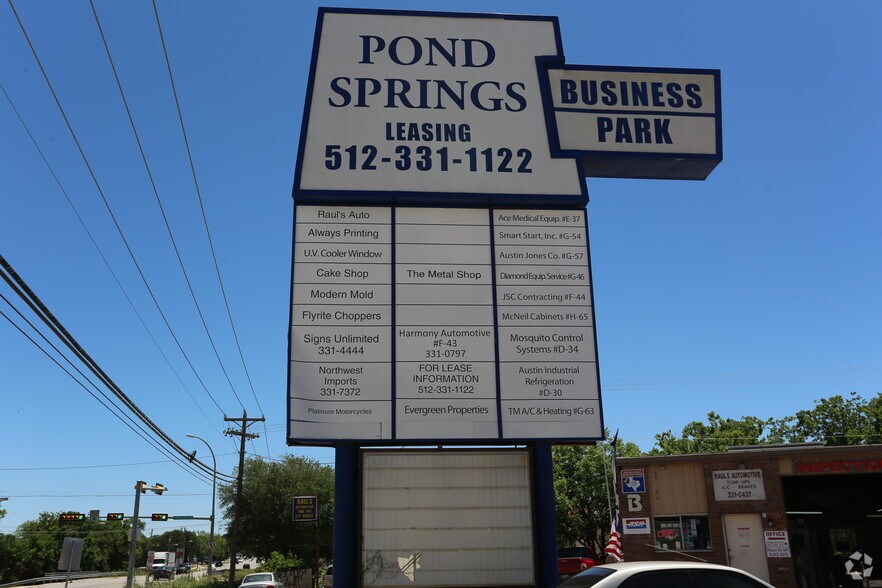 POND
SPRINGS
LEASING
512-331-1122
BUSINESS
PARK
Raul's Auto
Always Printing
U.V. Cooler Window
Cake Shop
Modern Mold
Flyrite Choppers
Signs Unlimited
331-4444
Northwest
Imports
331-7372
Platinum Motorcycles
The Metal Shop
Harmony Automotive
#F-43
331-0797
FOR LEASE
INFORMATION
512-331-1122
Evergreen Properties
Ace Medical Equip. #E-37
Smart Start, Inc. #G-54
Austin Jones Co. #G-57
Diamond Equip. Service #G-46
JSC Contracting #F-44
McNeil Cabinets #H-65
Mosquito Control
Systems #D-34
Austin Industrial
Refrigeration
#D-30
TM A/C & Heating #G-63
RAUL'S AUTOMOTIVE
TUNE-UPS
A/C - BRAKES
331-0437
INSPECTION
B
ASA
OFFICE